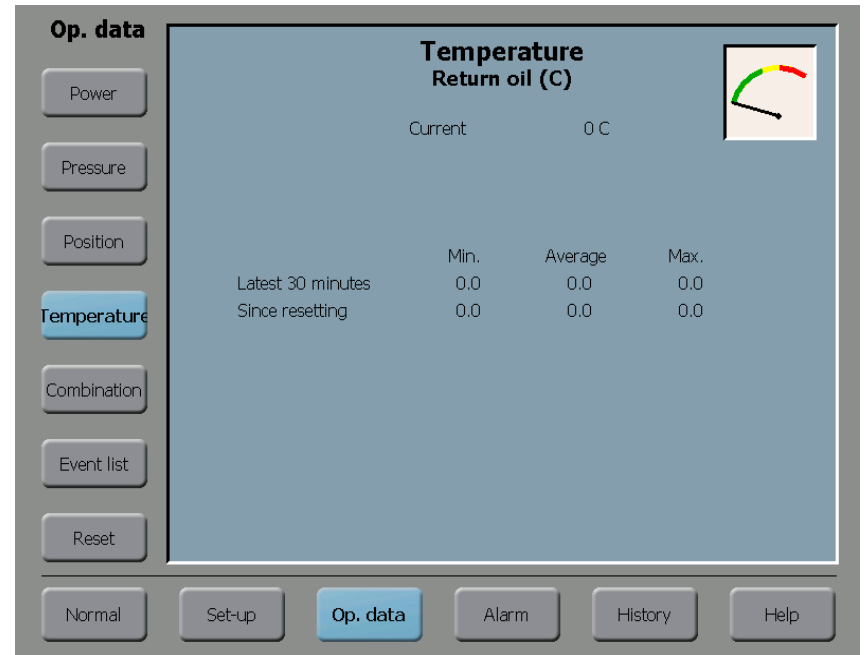 Op. data
Power
Pressure
Position
Temperature
Combination
Event list
Reset
Temperature
Return oil (C)
Current 0 C
Min. Average Max.
Latest 30 minutes 0.0 0.0 0.0
Since resetting 0.0 0.0 0.0
Normal Set-up Op. data Alarm History Help